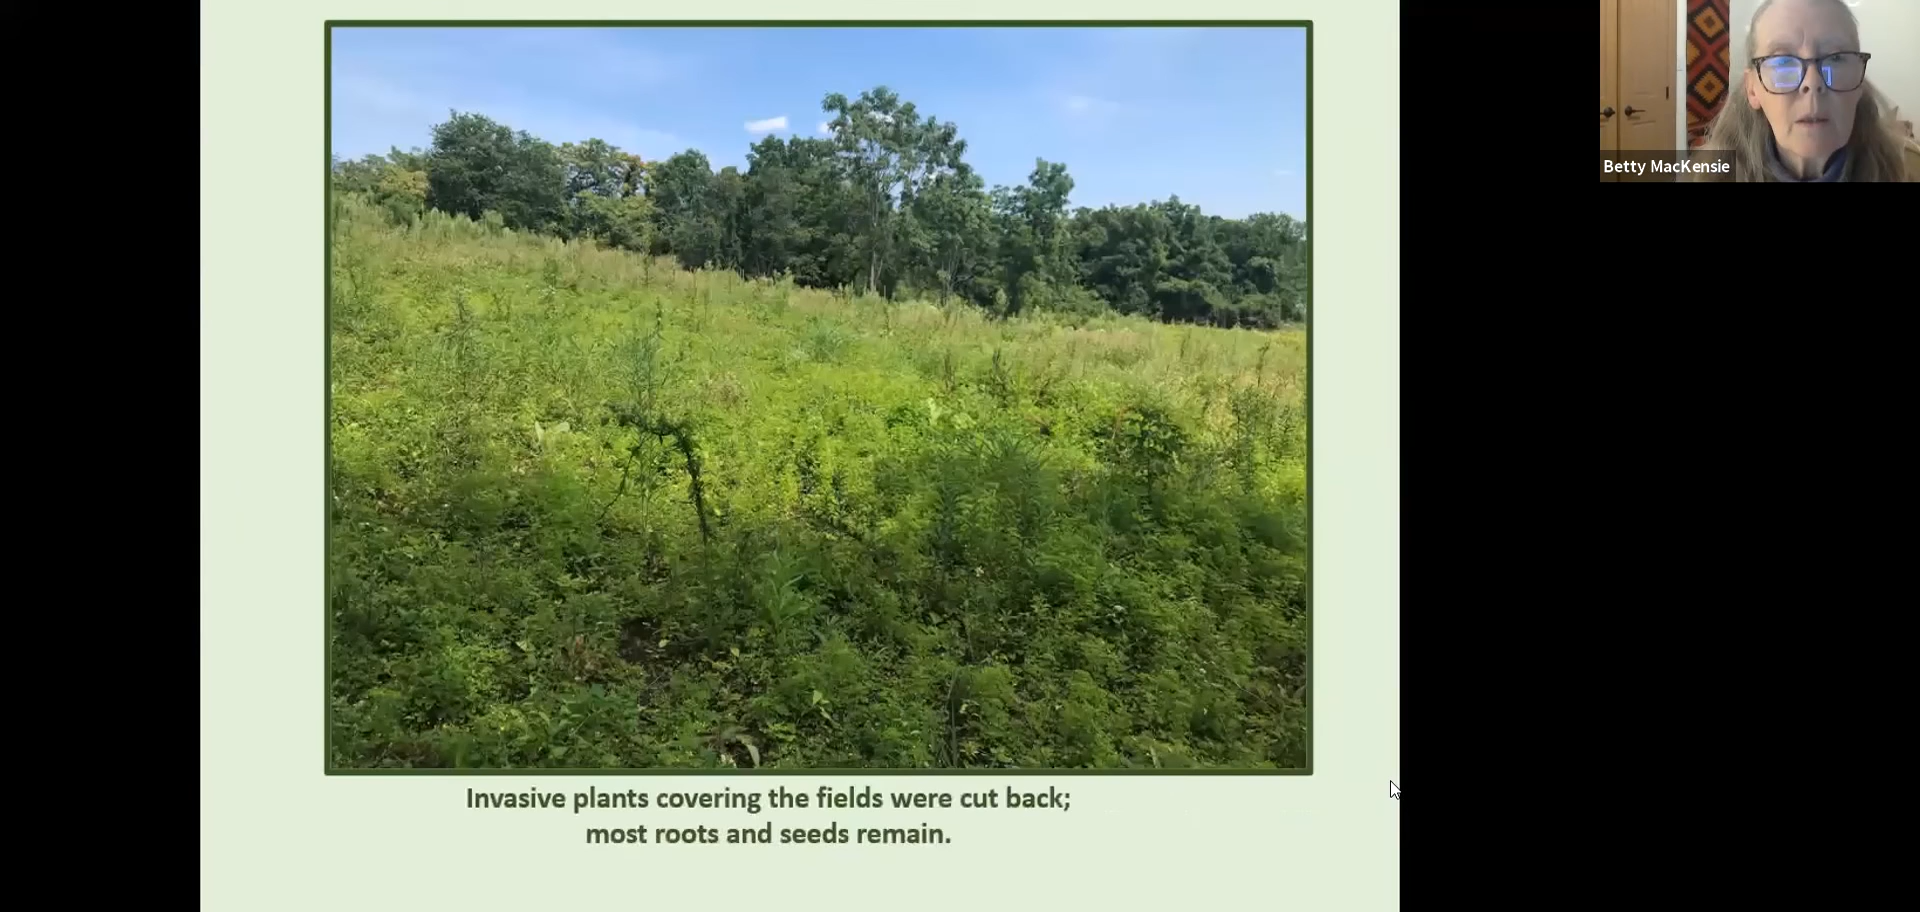 Betty MacKensie
Invasive plants covering the fields were cut back;
most roots and seeds remain.